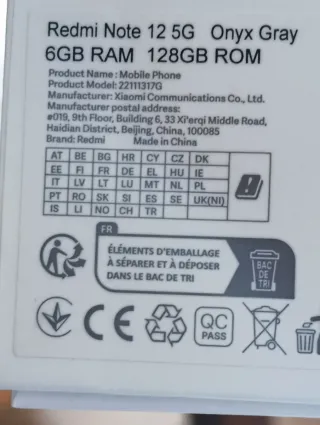 Redmi Note 12 5G Onyx Gray
6GB RAM 128GB ROM
Product Name : Mobile Phone
Product Model: 22111317G
Manufacturer: Xiaomi Communications Co., Ltd.
Manufacturer postal address:
#019, 9th Floor, Building 6, 33 Xi'erqi Middle Road,
Haidian District, Beijing, China, 100085
Brand: Redmi Made in China
AT BE BG HR CY CZ DK
EE FI FR DE EL HU IE
IT LV LT LU MT NL PL
PT RO SK SI ES SE UK(NI)
IS LI NO CH TR
FR
ÉLÉMENTS D'EMBALLAGE
À SÉPARER ET À DÉPOSER
DANS LE BAC DE TRI
BAC
DE
TRI
CE
QC
PASS